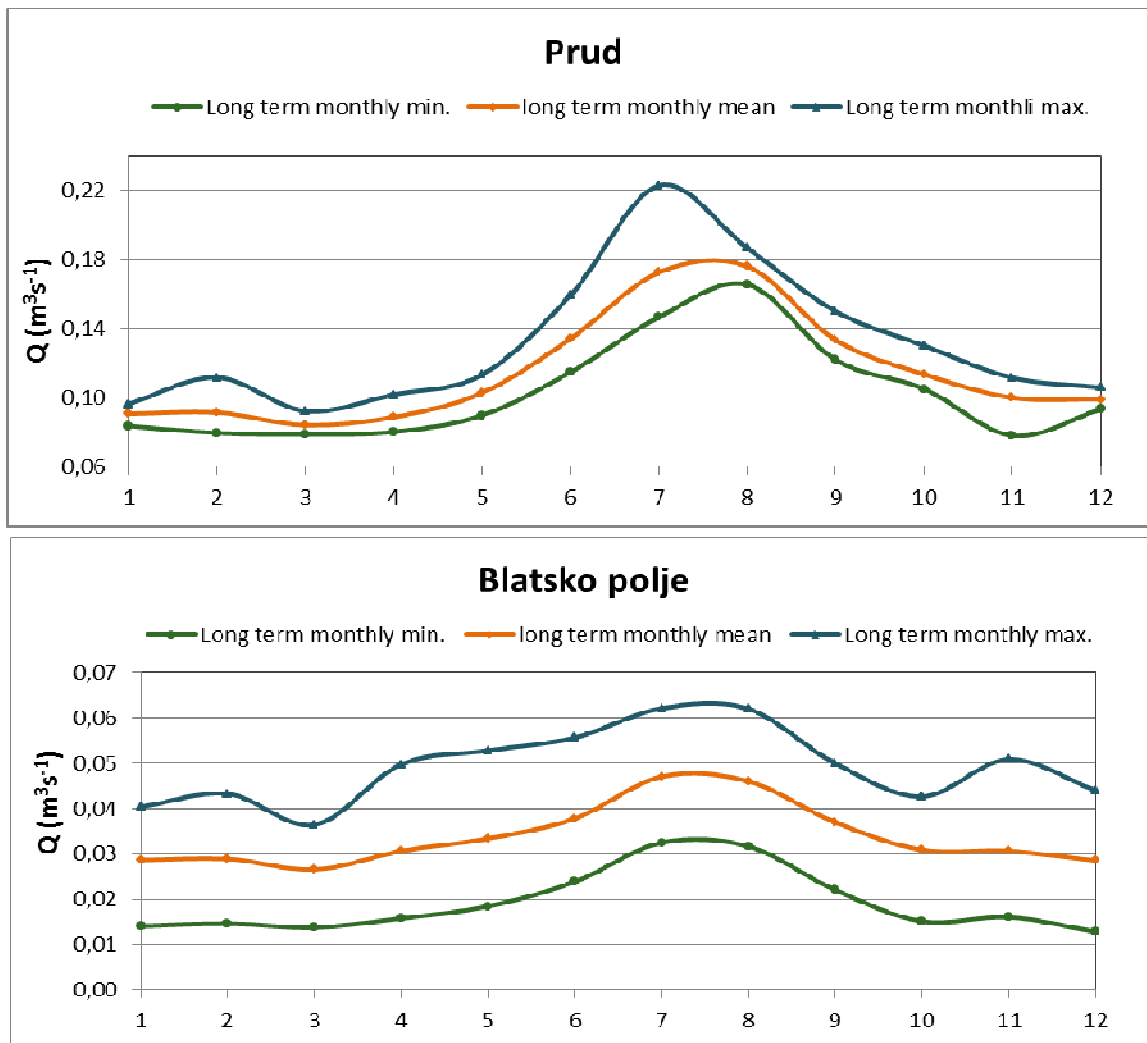 Prud
Long term monthly min. long term monthly mean Long term monthli max.
Q (m³s⁻¹)
0,22
0,18
0,14
0,10
0,06
1 2 3 4 5 6 7 8 9 10 11 12
Blatsko polje
Long term monthly min. long term monthly mean Long term monthly max.
Q (m³s⁻¹)
0,07
0,06
0,05
0,04
0,03
0,02
0,01
0,00
1 2 3 4 5 6 7 8 9 10 11 12